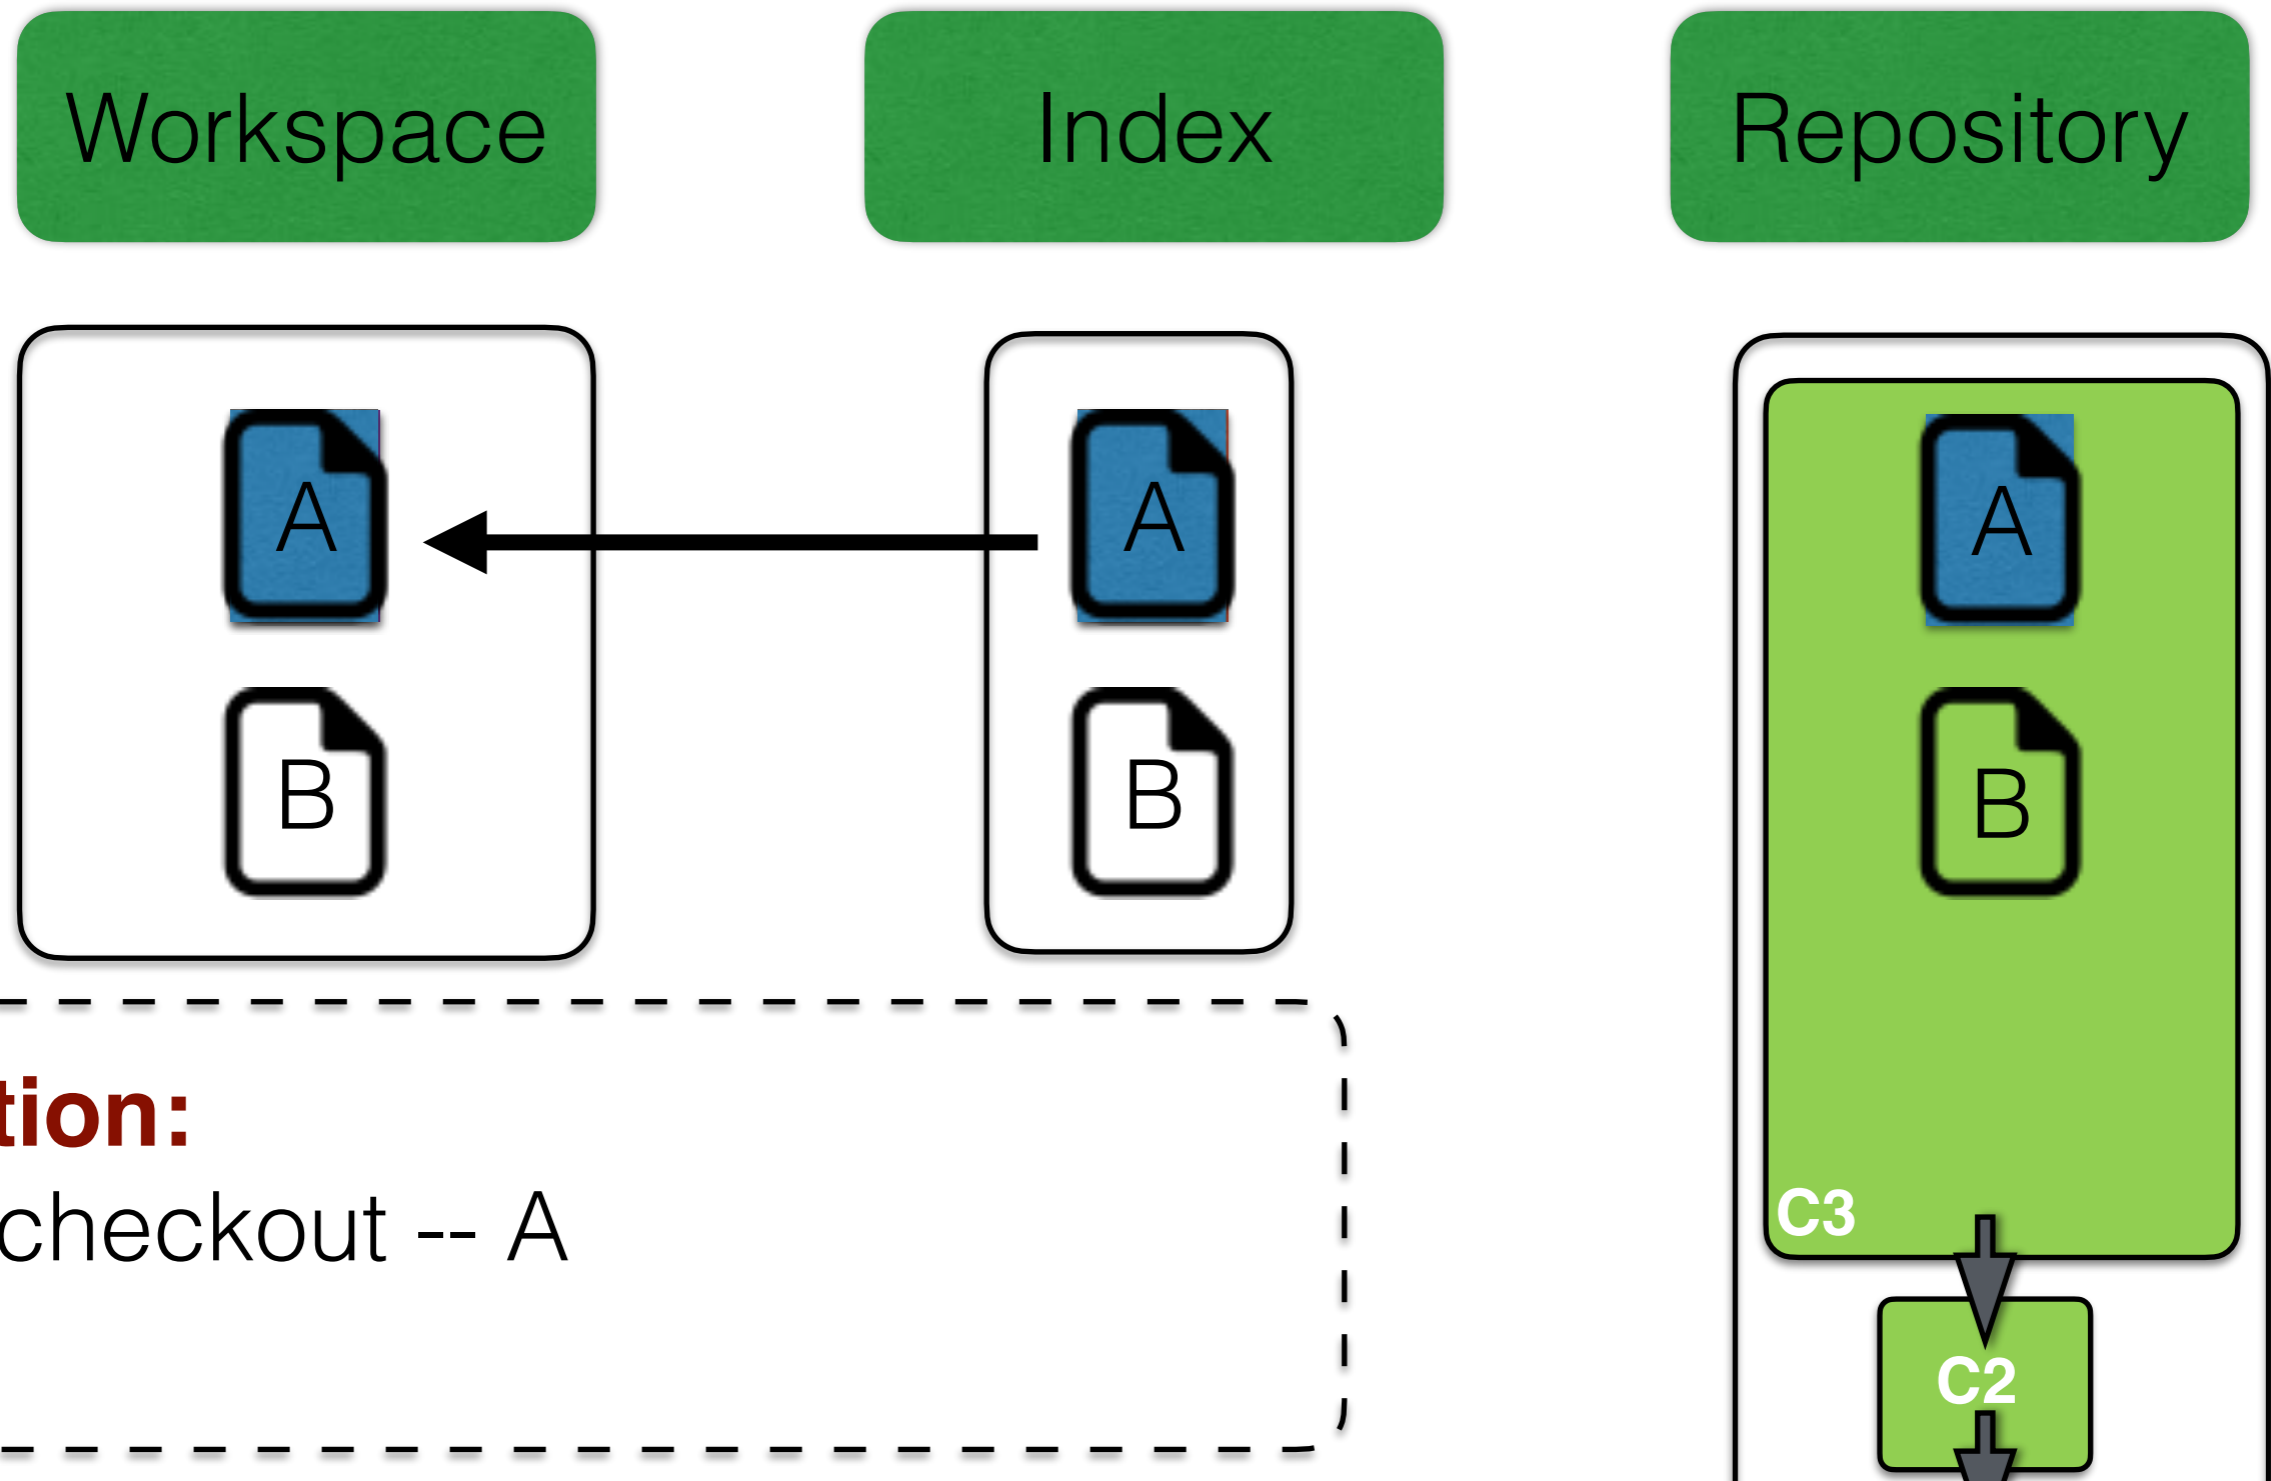 Workspace
Index
Repository
A
A
A
B
B
B
tion:
checkout -- A
C3
C2